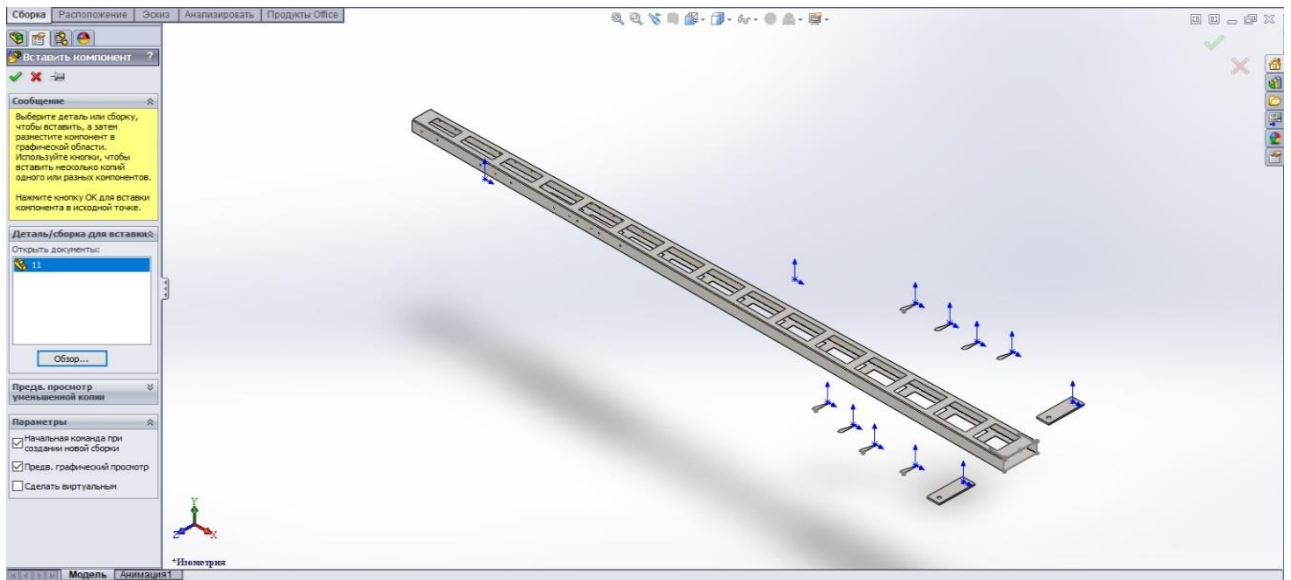 Сборка Расположение Эскиз Анализировать Продукты Office
Вставить компонент ?
Сообщение
Выберите деталь или сборку,
чтобы вставить, а затем
разместите компонент в
графической области.
Используйте кнопки, чтобы
вставить несколько копий
одного или разных компонентов.
Нажмите кнопку ОК для вставки
компонента в исходной точке.
Деталь/сборка для вставки
Открыть документы:
11
Обзор...
Предв. просмотр
уменьшенной копии
Параметры
Начальная команда при
создании новой сборки
Предв. графический просмотр
Сделать виртуальным
Y
Z X
*Изометрия
Модель Анимация1